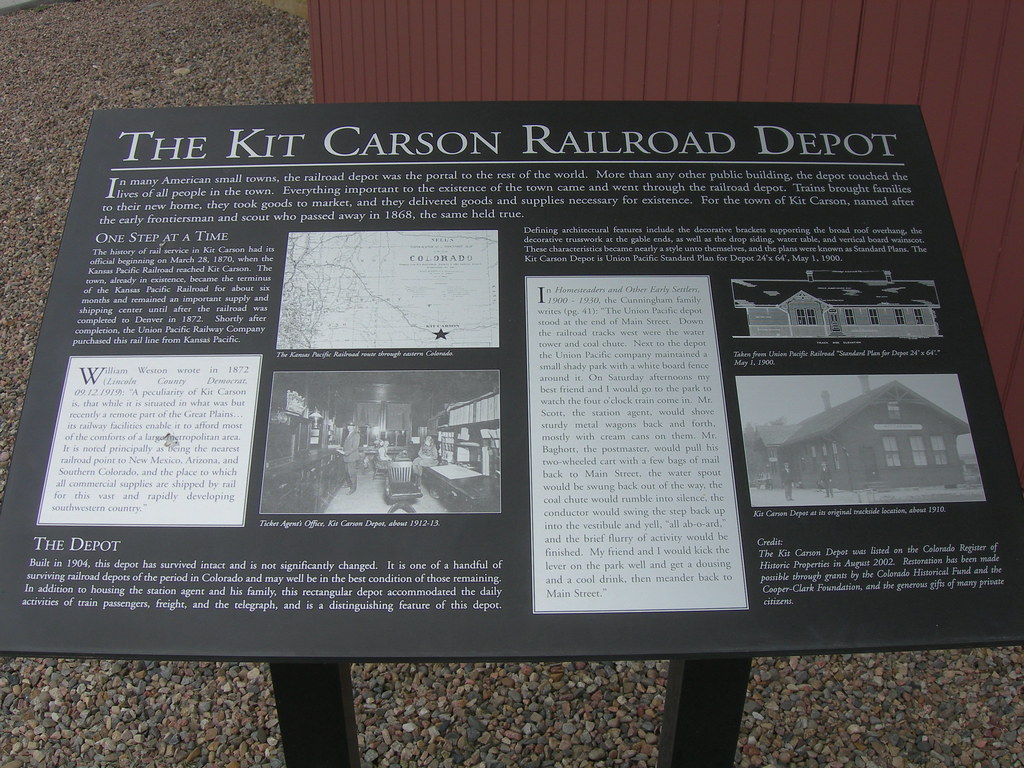 THE KIT CARSON RAILROAD DEPOT
In many American small towns, the railroad depot was the portal to the rest of the world. More than any other public building, the depot touched the
lives of all people in the town. Everything important to the existence of the town came and went through the railroad depot. Trains brought families
to their new home, they took goods to market, and they delivered goods and supplies necessary for existence. For the town of Kit Carson, named after
the early frontiersman and scout who passed away in 1868, the same held true.
ONE STEP AT A TIME
The history of rail service in Kit Carson had its
official beginning on March 28, 1870, when the
Kansas Pacific Railroad reached Kit Carson. The
town, already in existence, became the terminus
of the Kansas Pacific Railroad for about six
months and remained an important supply and
shipping center until after the railroad was
completed to Denver in 1872. Shortly after
completion, the Union Pacific Railway Company
purchased this rail line from Kansas Pacific.
William Weston wrote in 1872
(Lincoln County Democrat,
09.12.1919): "A peculiarity of Kit Carson
is, that while it is situated in what was but
recently a remote part of the Great Plains...
its railway facilities enable it to afford most
of the comforts of a large metropolitan area.
It is noted principally as being the nearest
railroad point to New Mexico, Arizona, and
Southern Colorado, and the place to which
all commercial supplies are shipped by rail
for this vast and rapidly developing
southwestern country."
COLORADO
KIT CARSON
The Kansas Pacific Railroad route through eastern Colorado.
Ticket Agent's Office, Kit Carson Depot, about 1912-13.
THE DEPOT
Built in 1904, this depot has survived intact and is not significantly changed. It is one of a handful of
surviving railroad depots of the period in Colorado and may well be in the best condition of those remaining.
In addition to housing the station agent and his family, this rectangular depot accommodated the daily
activities of train passengers, freight, and the telegraph, and is a distinguishing feature of this depot.
Defining architectural features include the decorative brackets supporting the broad roof overhang, the
decorative trusswork at the gable ends, as well as the drop siding, water table, and vertical board wainscot.
These characteristics became nearly a style unto themselves, and the plans were known as Standard Plans. The
Kit Carson Depot is Union Pacific Standard Plan for Depot 24'x 64', May 1, 1900.
In Homesteaders and Other Early Settlers,
1900 - 1930, the Cunningham family
writes (pg. 41): "The Union Pacific depot
stood at the end of Main Street. Down
the railroad tracks west were the water
tower and coal chute. Next to the depot
the Union Pacific company maintained a
small shady park with a white board fence
around it. On Saturday afternoons my
best friend and I would go to the park to
watch the four o'clock train come in. Mr.
Scott, the station agent, would shove
sturdy metal wagons back and forth,
mostly with cream cans on them. Mr.
Baghott, the postmaster, would pull his
two-wheeled cart with a few bags of mail
back to Main Street, the water spout
would be swung back out of the way, the
coal chute would rumble into silence, the
conductor would swing the step back up
into the vestibule and yell, "all ab-o-ard,"
and the brief flurry of activity would be
finished. My friend and I would kick the
lever on the park well and get a dousing
and a cool drink, then meander back to
Main Street."
Taken from Union Pacific Railroad "Standard Plan for Depot 24' x 64'."
May 1, 1900.
Kit Carson Depot at its original trackside location, about 1910.
Credit:
The Kit Carson Depot was listed on the Colorado Register of
Historic Properties in August 2002. Restoration has been made
possible through grants by the Colorado Historical Fund and the
Cooper-Clark Foundation, and the generous gifts of many private
citizens.